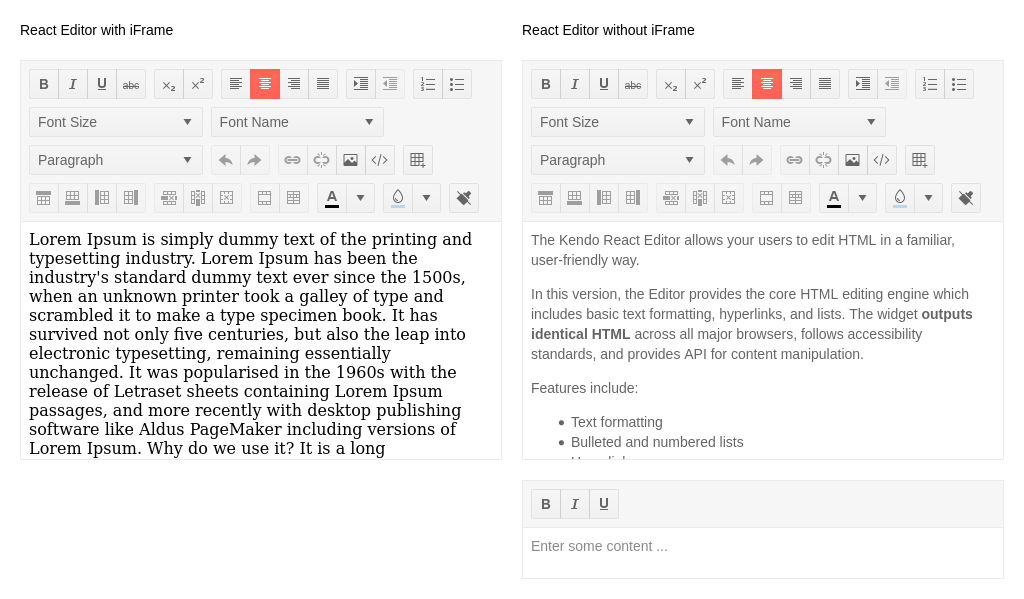 React Editor with iFrame
B I U abc X₂ X²
Font Size Font Name
Paragraph
A
Lorem Ipsum is simply dummy text of the printing and
typesetting industry. Lorem Ipsum has been the
industry's standard dummy text ever since the 1500s,
when an unknown printer took a galley of type and
scrambled it to make a type specimen book. It has
survived not only five centuries, but also the leap into
electronic typesetting, remaining essentially
unchanged. It was popularised in the 1960s with the
release of Letraset sheets containing Lorem Ipsum
passages, and more recently with desktop publishing
software like Aldus PageMaker including versions of
Lorem Ipsum. Why do we use it? It is a long
React Editor without iFrame
B I U abc X₂ X²
Font Size Font Name
Paragraph
A
The Kendo React Editor allows your users to edit HTML in a familiar,
user-friendly way.
In this version, the Editor provides the core HTML editing engine which
includes basic text formatting, hyperlinks, and lists. The widget outputs
identical HTML across all major browsers, follows accessibility
standards, and provides API for content manipulation.
Features include:
• Text formatting
• Bulleted and numbered lists
B I U
Enter some content ...